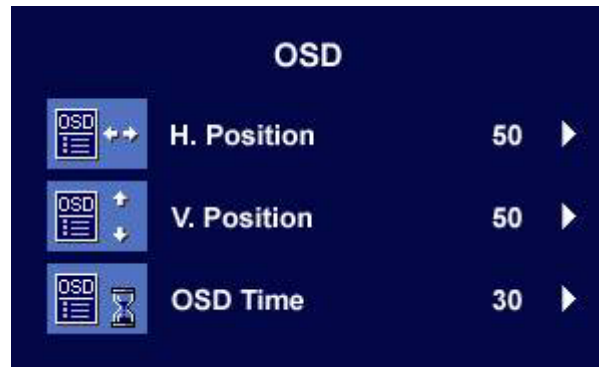 OSD
OSD H. Position 50
OSD V. Position 50
OSD OSD Time 30